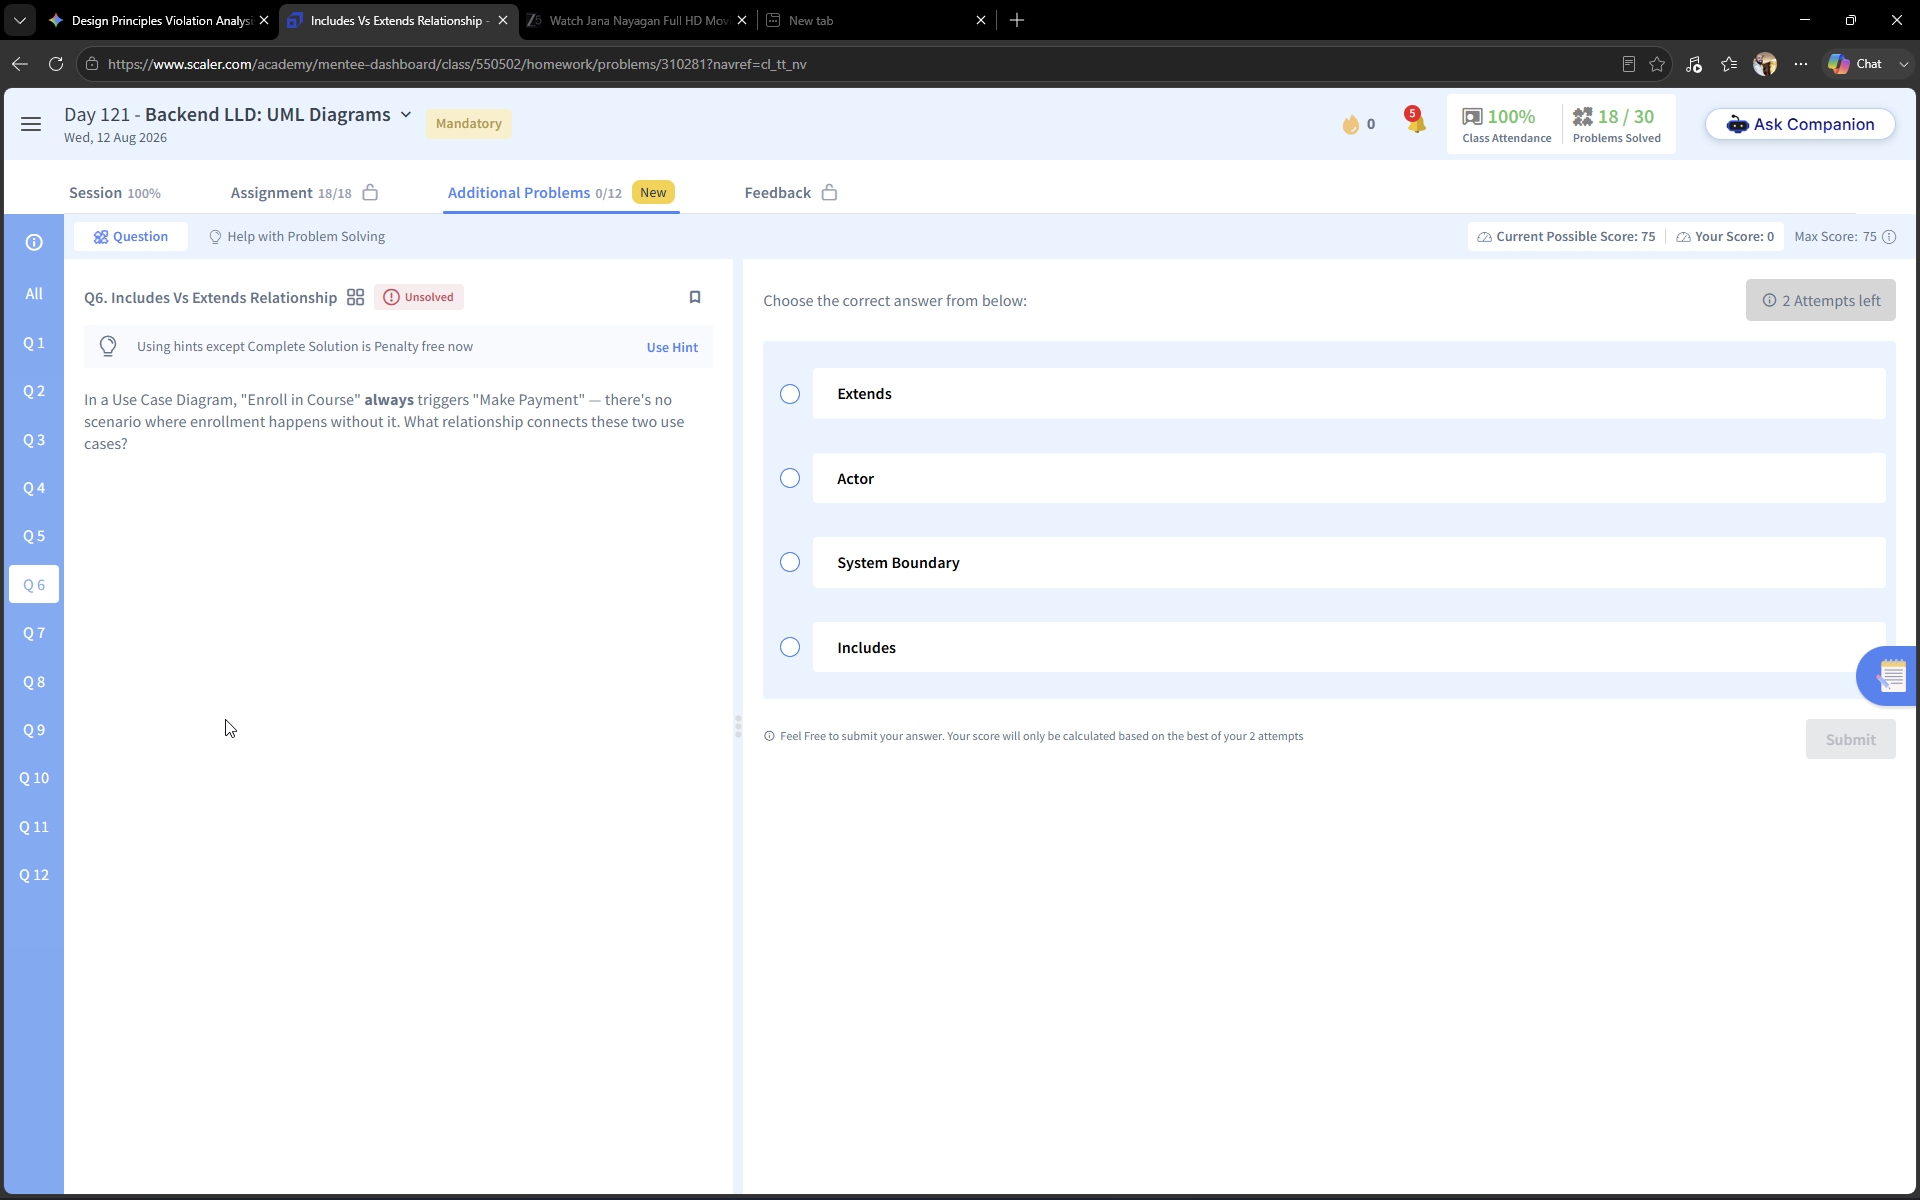 Design Principles Violation Analys
Includes Vs Extends Relationship -
Watch Jana Nayagan Full HD Movi
New tab
https://www.scaler.com/academy/mentee-dashboard/class/550502/homework/problems/310281?navref=cl_tt_nv
Chat
Day 121 - Backend LLD: UML Diagrams
Wed, 12 Aug 2026
Mandatory
0
5
100%
Class Attendance
18 / 30
Problems Solved
Ask Companion
Session 100%
Assignment 18/18
Additional Problems 0/12 New
Feedback
Question
Help with Problem Solving
Current Possible Score: 75
Your Score: 0
Max Score: 75
All
Q 1
Q 2
Q 3
Q 4
Q 5
Q 6
Q 7
Q 8
Q 9
Q 10
Q 11
Q 12
Q6. Includes Vs Extends Relationship
Unsolved
Using hints except Complete Solution is Penalty free now
Use Hint
In a Use Case Diagram, "Enroll in Course" always triggers "Make Payment" — there's no
scenario where enrollment happens without it. What relationship connects these two use
cases?
Choose the correct answer from below:
2 Attempts left
Extends
Actor
System Boundary
Includes
Feel Free to submit your answer. Your score will only be calculated based on the best of your 2 attempts
Submit